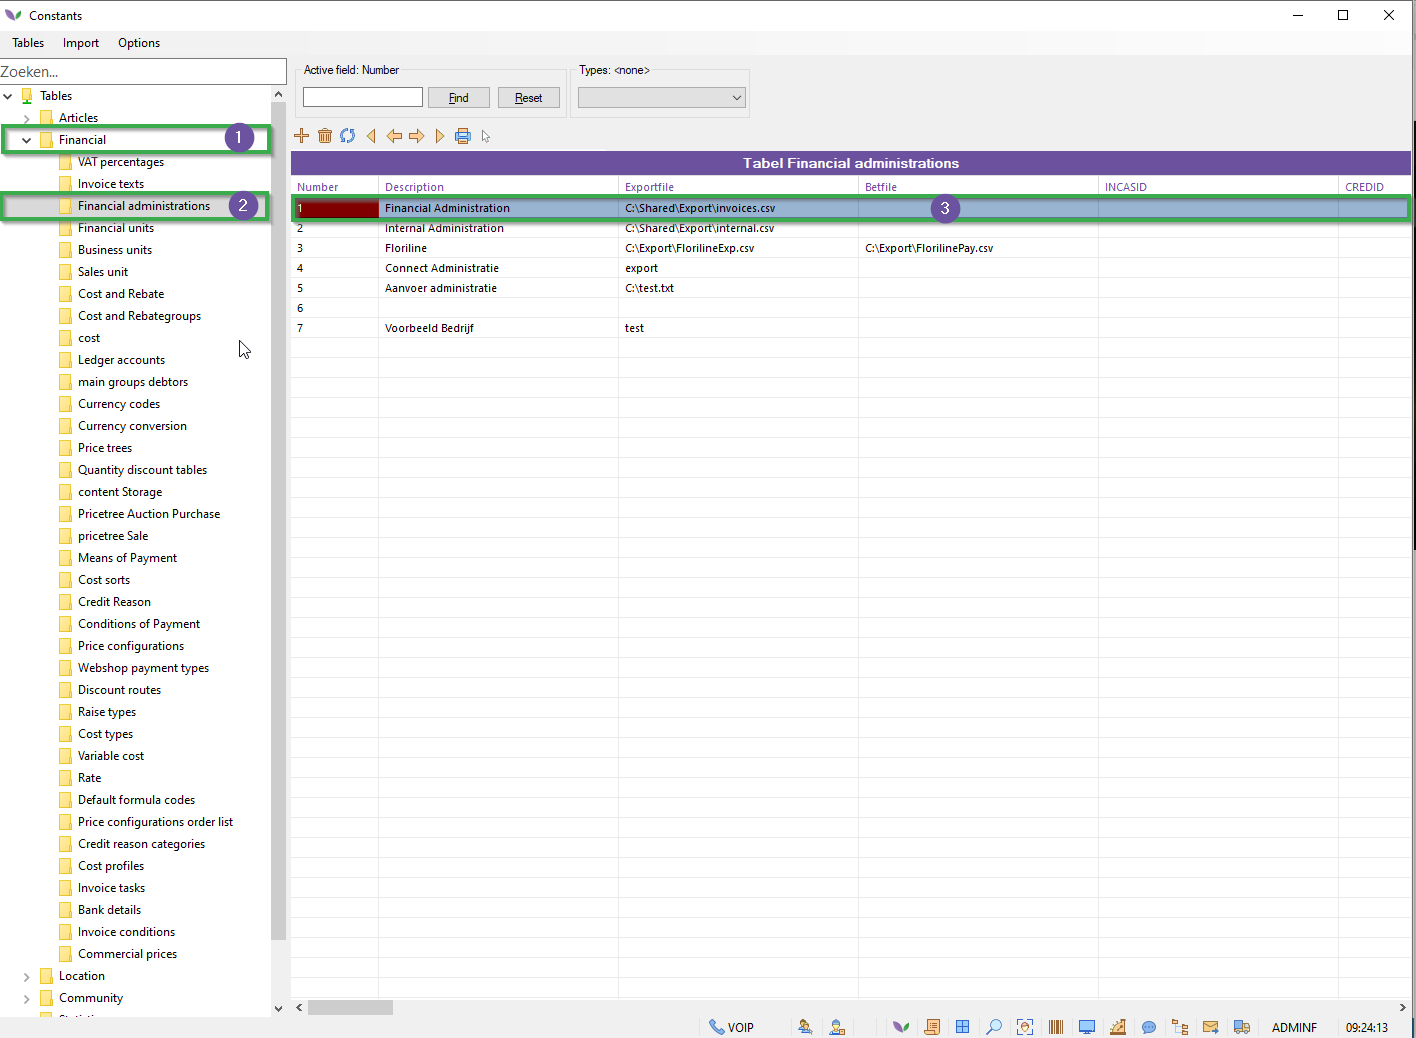 Constants
Tables Import Options
Zoeken...
Active field: Number
Find Reset
Types: <none>
Tables
Articles
Financial 1
VAT percentages
Invoice texts
Financial administrations 2
Financial units
Business units
Sales unit
Cost and Rebate
Cost and Rebategroups
cost
Ledger accounts
main groups debtors
Currency codes
Currency conversion
Price trees
Quantity discount tables
content Storage
Pricetree Auction Purchase
pricetree Sale
Means of Payment
Cost sorts
Credit Reason
Conditions of Payment
Price configurations
Webshop payment types
Discount routes
Raise types
Cost types
Variable cost
Rate
Default formula codes
Price configurations order list
Credit reason categories
Cost profiles
Invoice tasks
Bank details
Invoice conditions
Commercial prices
Location
Community
Tabel Financial administrations
Number Description Exportfile Betfile INCASID CREDID
1 Financial Administration C:\Shared\Export\invoices.csv 3
2 Internal Administration C:\Shared\Export\internal.csv
3 Floriline C:\Export\FlorilineExp.csv C:\Export\FlorilinePay.csv
4 Connect Administratie export
5 Aanvoer administratie C:\test.txt
6
7 Voorbeeld Bedrijf test
VOIP ADMINF 09:24:13